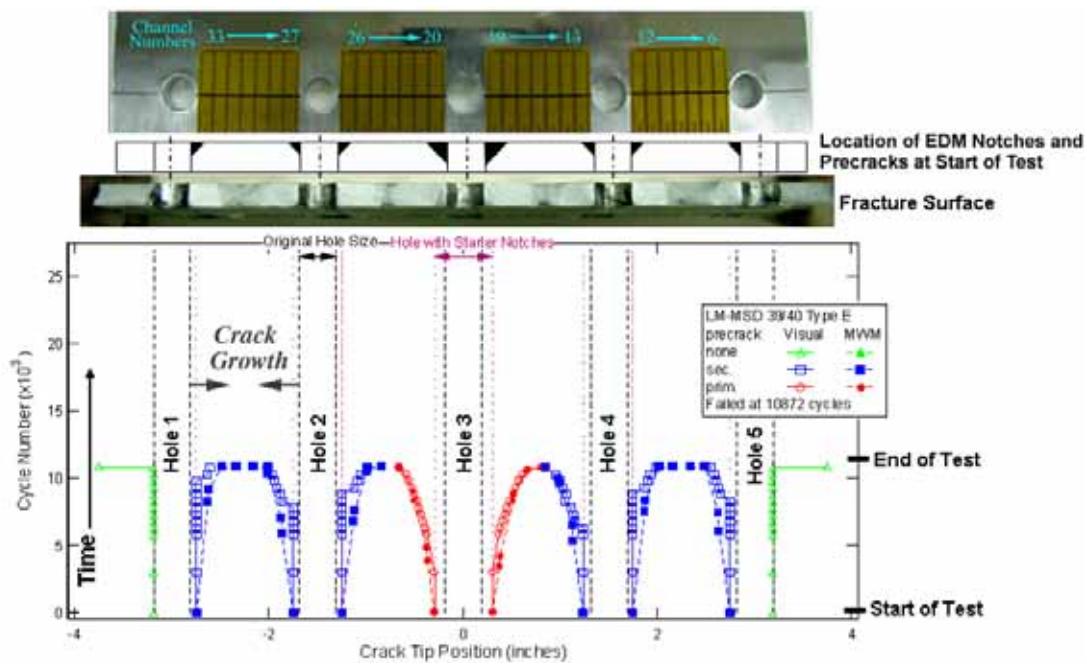 Channel Numbers
33 27
26 20
19 13
12 6
Location of EDM Notches and
Precracks at Start of Test
Fracture Surface
Original Hole Size
Hole with Starter Notches
25
20
15
10
5
0
Cycle Number (x10³)
Time
Crack
Growth
Hole 1
Hole 2
Hole 3
Hole 4
Hole 5
LM-MSD 39/40 Type E
precrack Visual MWM
none
sec.
prim.
Failed at 10872 cycles
End of Test
Start of Test
-4 -2 0 2 4
Crack Tip Position (inches)